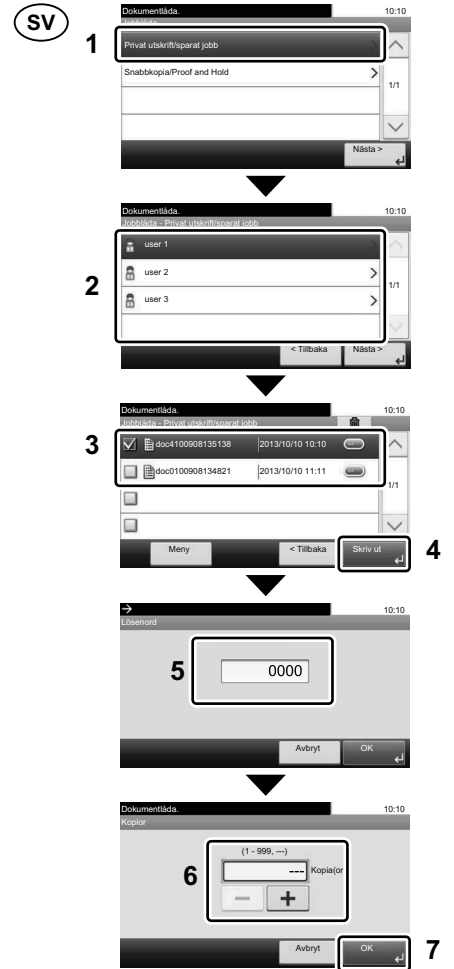 SV
Dokumentlåda. 10:10
Jobblåda
1 Privat utskrift/sparat jobb
Snabbkopia/Proof and Hold
1/1
Nästa >
Dokumentlåda. 10:10
Jobblåda - Privat utskrift/sparat jobb
user 1
2 user 2
1/1
user 3
< Tillbaka Nästa >
Dokumentlåda. 10:10
Jobblåda - Privat utskrift/sparat jobb
3 doc4100908135138 2013/10/10 10:10
doc0100908134821 2013/10/10 11:11
1/1
Meny < Tillbaka Skriv ut 4
10:10
Lösenord
5 0000
Avbryt OK
Dokumentlåda. 10:10
Kopior
(1 - 999, ---)
6 --- Kopia(or
Avbryt OK 7